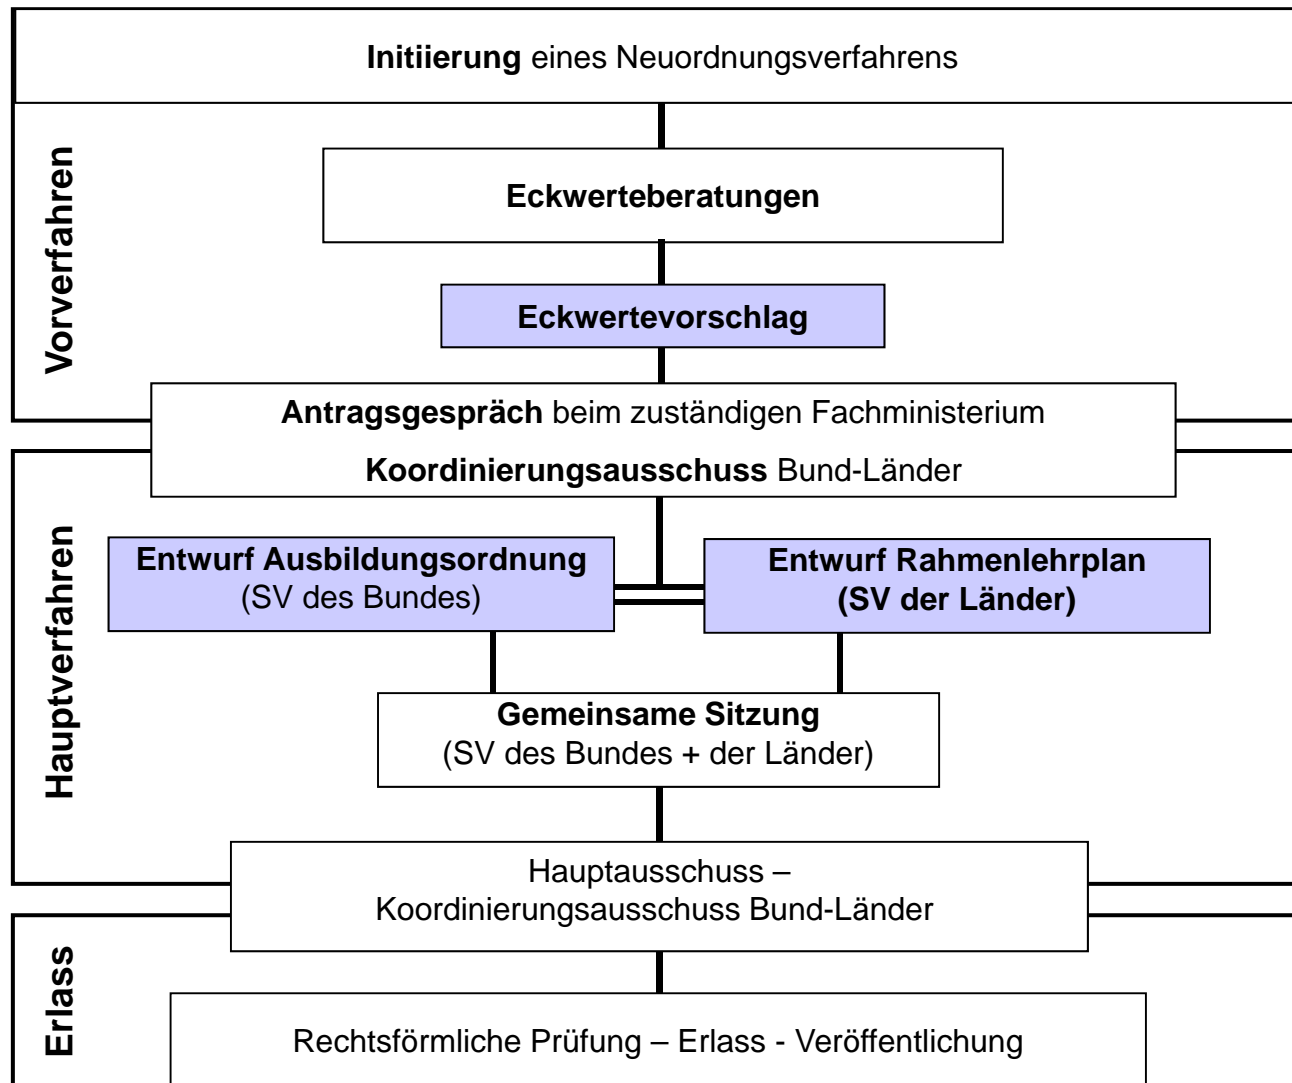 Initiierung eines Neuordnungsverfahrens
Vorverfahren
Eckwerteberatungen
Eckwertevorschlag
Antragsgespräch beim zuständigen Fachministerium
Koordinierungsausschuss Bund-Länder
Hauptverfahren
Entwurf Ausbildungsordnung
(SV des Bundes)
Entwurf Rahmenlehrplan
(SV der Länder)
Gemeinsame Sitzung
(SV des Bundes + der Länder)
Hauptausschuss –
Koordinierungsausschuss Bund-Länder
Erlass
Rechtsförmliche Prüfung – Erlass - Veröffentlichung